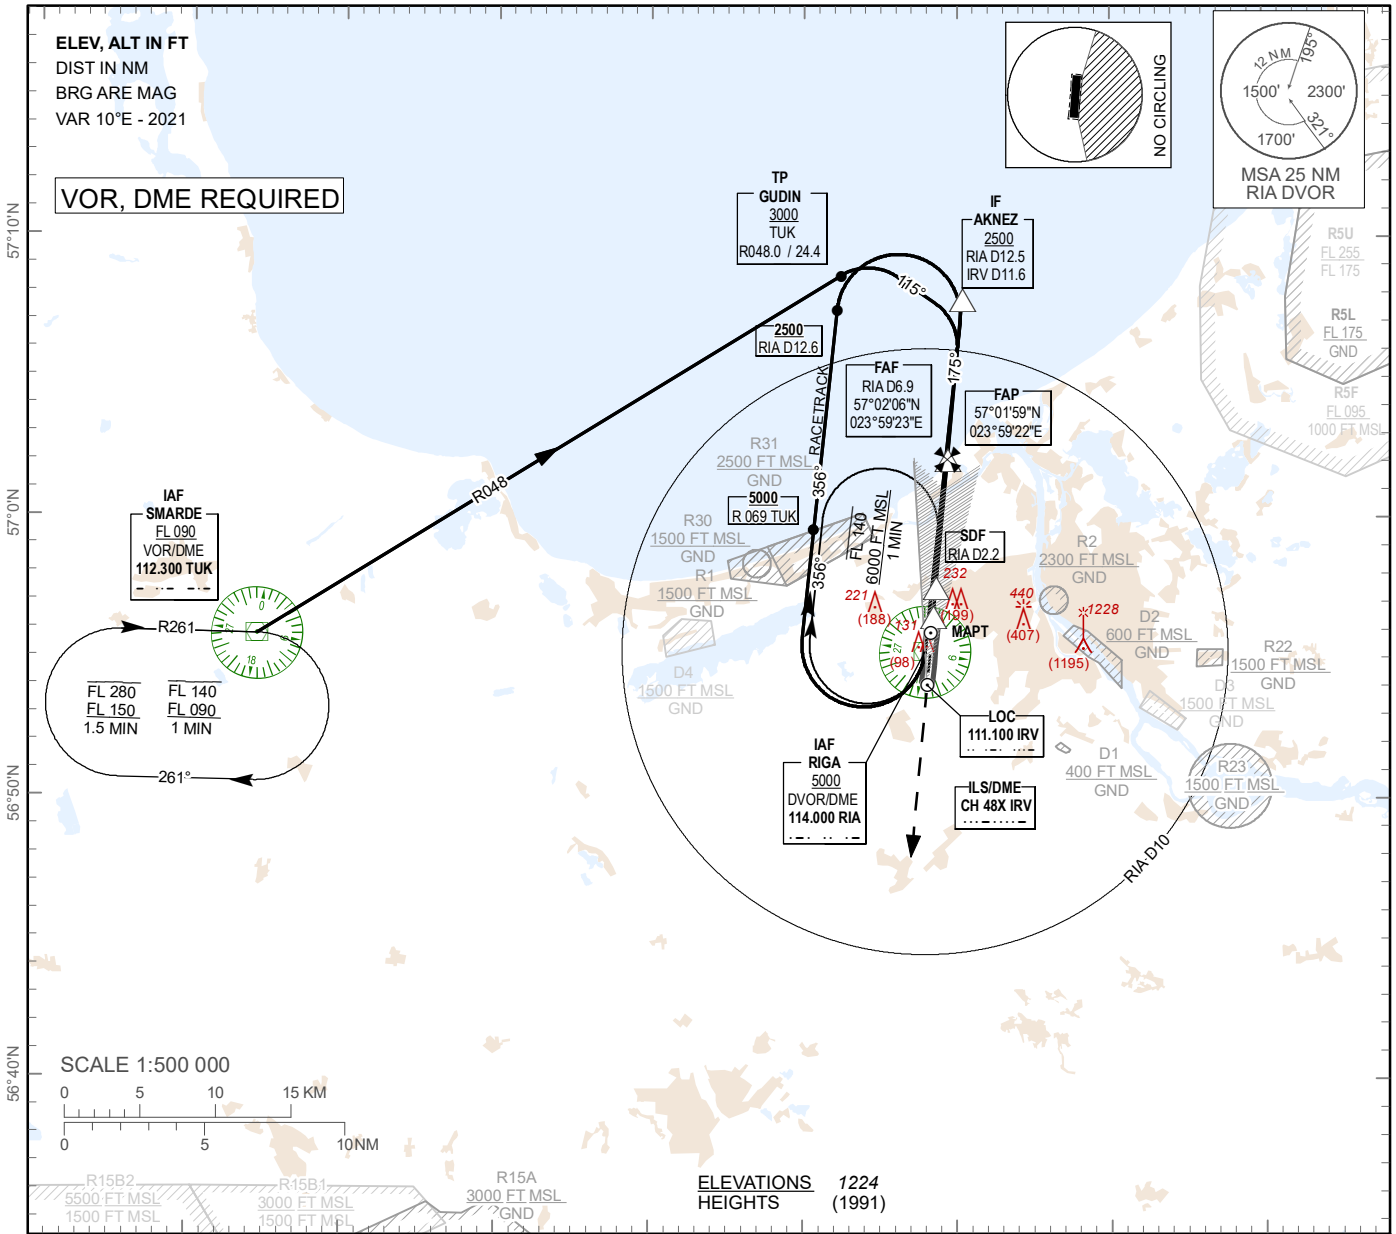 ELEV, ALT IN FT
DIST IN NM
BRG ARE MAG
VAR 10°E - 2021
VOR, DME REQUIRED
NO CIRCLING
12 NM
195°
1500'
2300'
321°
1700'
MSA 25 NM
RIA DVOR
57°10'N
57°0'N
56°50'N
56°40'N
TP
GUDIN
3000
TUK
R048.0 / 24.4
IF
AKNEZ
2500
RIA D12.5
IRV D11.6
115°
2500
RIA D12.6
175°
FAF
RIA D6.9
57°02'06"N
023°59'23"E
FAP
57°01'59"N
023°59'22"E
R5U
FL 255
FL 175
R5L
FL 175
GND
R5F
FL 095
1000 FT MSL
356° RACETRACK
R31
2500 FT MSL
GND
5000
R 069 TUK
R048
IAF
SMARDE
FL 090
VOR/DME
112.300 TUK
R30
1500 FT MSL
GND
R1
1500 FT MSL
GND
356°
FL 140
6000 FT MSL
1 MIN
SDF
RIA D2.2
R2
2300 FT MSL
GND
232
(199)
221
(188)
131
(98)
440
(407)
1228
(1195)
MAPT
D2
600 FT MSL
GND
R22
1500 FT MSL
GND
D3
1500 FT MSL
GND
D4
1500 FT MSL
GND
0
6
18
27
R261
FL 280
FL 150
1.5 MIN
FL 140
FL 090
1 MIN
261°
27
9
LOC
111.100 IRV
IAF
RIGA
5000
DVOR/DME
114.000 RIA
ILS/DME
CH 48X IRV
D1
400 FT MSL
GND
R23
1500 FT MSL
GND
RIA D10
SCALE 1:500 000
0 5 10 15 KM
0 5 10NM
R15B2
5500 FT MSL
1500 FT MSL
R15B1
3000 FT MSL
1500 FT MSL
R15A
3000 FT MSL
GND
ELEVATIONS 1224
HEIGHTS (1991)